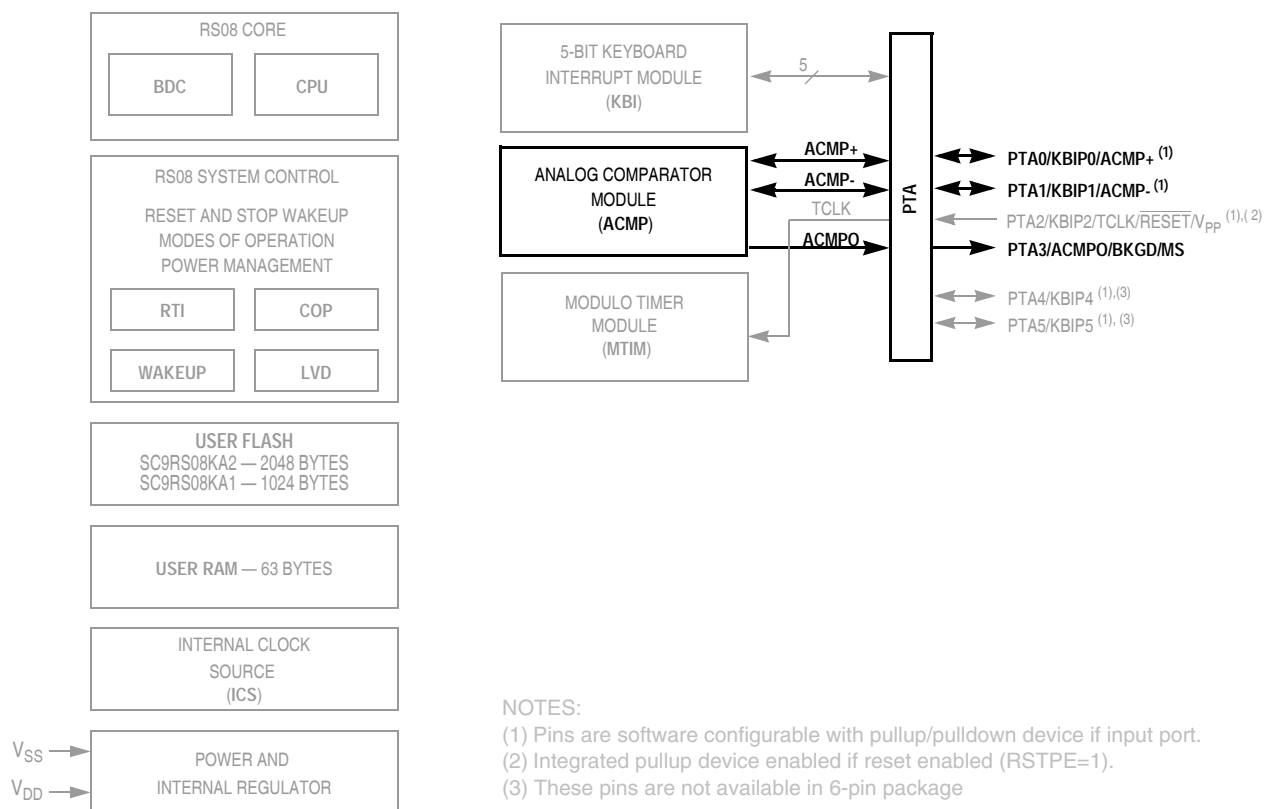 RS08 CORE
BDC
CPU
RS08 SYSTEM CONTROL
RESET AND STOP WAKEUP
MODES OF OPERATION
POWER MANAGEMENT
RTI
COP
WAKEUP
LVD
USER FLASH
SC9RS08KA2 — 2048 BYTES
SC9RS08KA1 — 1024 BYTES
USER RAM — 63 BYTES
INTERNAL CLOCK
SOURCE
(ICS)
VSS
VDD
POWER AND
INTERNAL REGULATOR
5-BIT KEYBOARD
INTERRUPT MODULE
(KBI)
5
ANALOG COMPARATOR
MODULE
(ACMP)
ACMP+
ACMP-
TCLK
ACMPO
MODULO TIMER
MODULE
(MTIM)
PTA
PTA0/KBIP0/ACMP+ (1)
PTA1/KBIP1/ACMP- (1)
PTA2/KBIP2/TCLK/RESET/VPP (1),( 2)
PTA3/ACMPO/BKGD/MS
PTA4/KBIP4 (1),(3)
PTA5/KBIP5 (1), (3)
NOTES:
(1) Pins are software configurable with pullup/pulldown device if input port.
(2) Integrated pullup device enabled if reset enabled (RSTPE=1).
(3) These pins are not available in 6-pin package